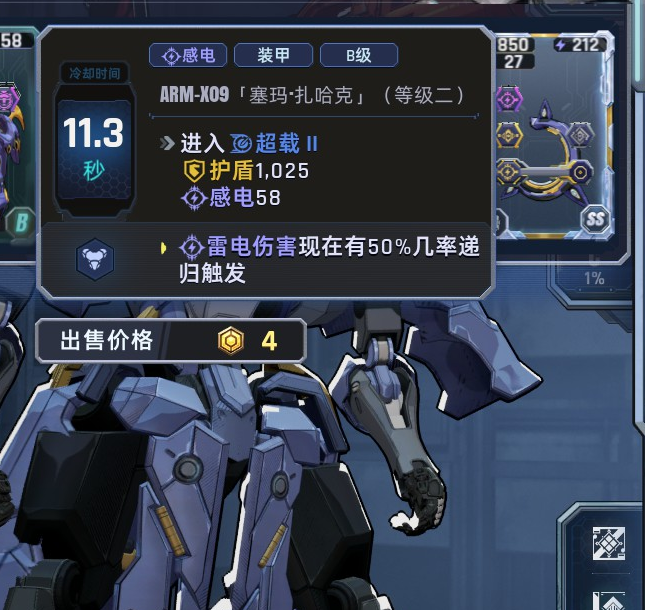 58
感电 装甲 B级
850 212
27
冷却时间
ARM-X09「塞玛·扎哈克」（等级二）
11.3
秒
进入 超载 II
护盾1,025
感电58
B
SS
雷电伤害现在有50%几率递
归触发
1%
出售价格 4